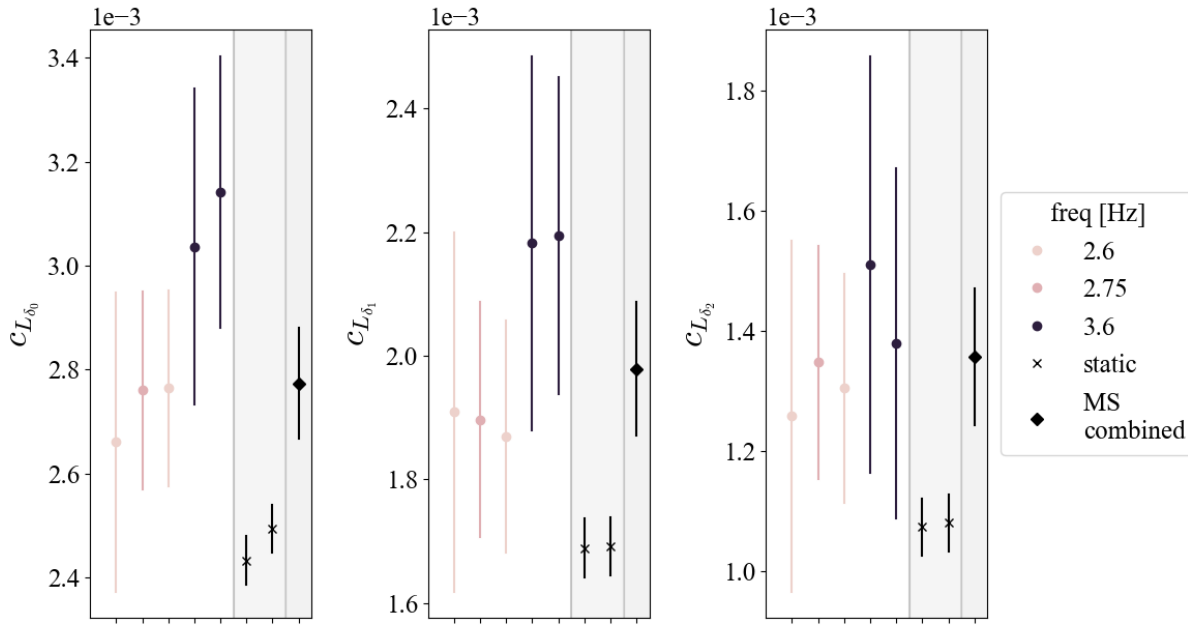 1e−3
3.4
3.2
3.0
2.8
2.6
2.4
c_{L_{δ_0}}
1e−3
2.4
2.2
2.0
1.8
1.6
c_{L_{δ_1}}
1e−3
1.8
1.6
1.4
1.2
1.0
c_{L_{δ_2}}
freq [Hz]
2.6
2.75
3.6
static
MS
combined